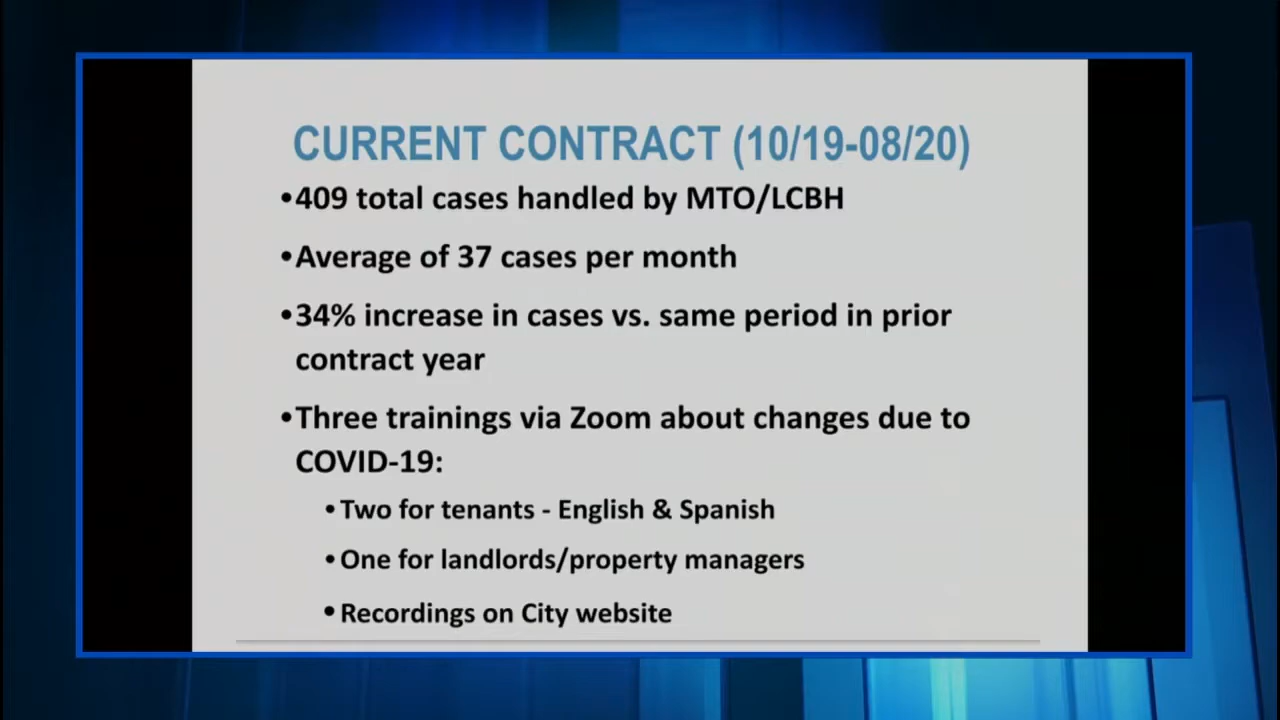 CURRENT CONTRACT (10/19-08/20)
•409 total cases handled by MTO/LCBH
•Average of 37 cases per month
•34% increase in cases vs. same period in prior
contract year
•Three trainings via Zoom about changes due to
COVID-19:
•Two for tenants - English & Spanish
•One for landlords/property managers
•Recordings on City website